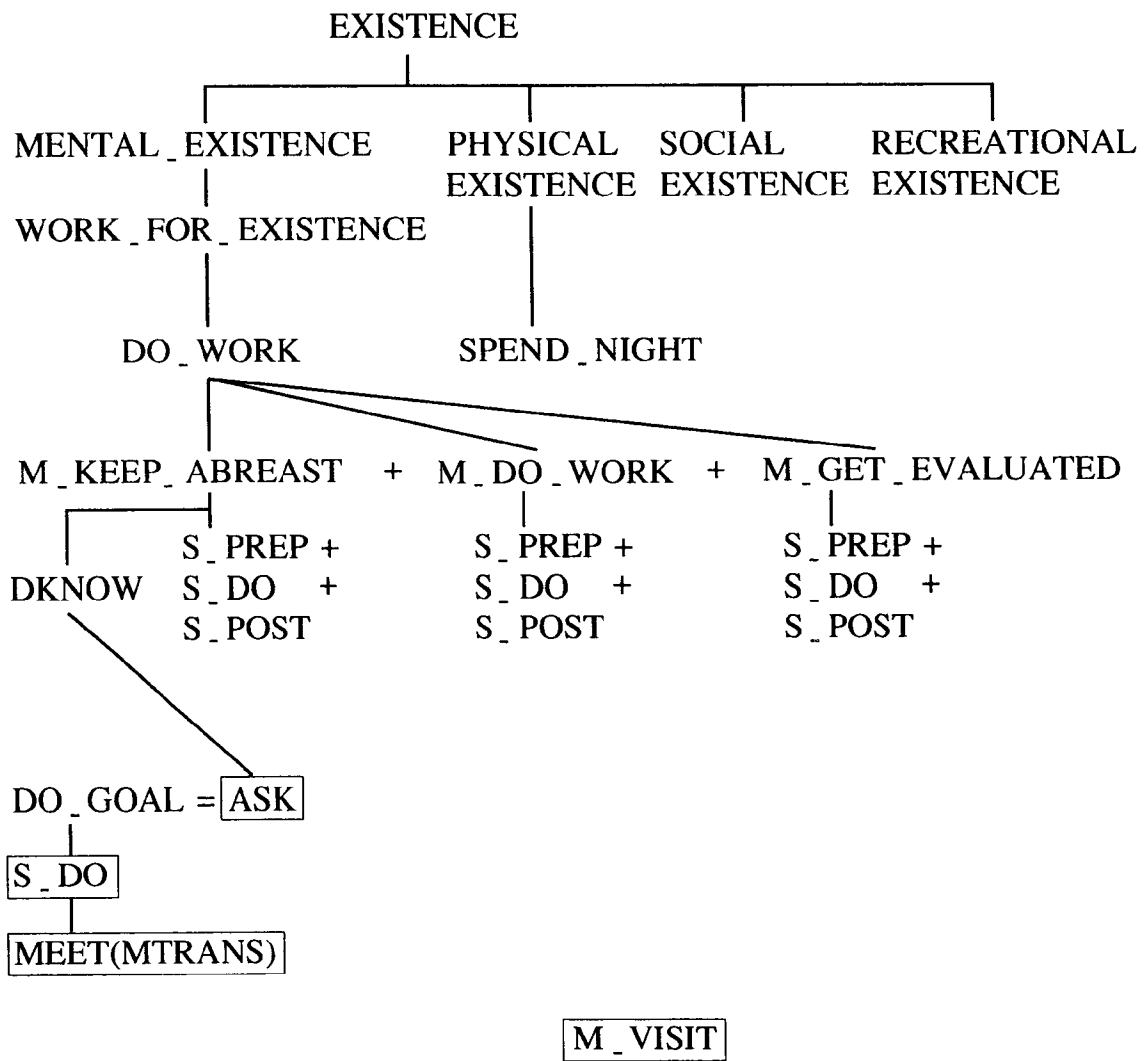 EXISTENCE
MENTAL_EXISTENCE PHYSICAL SOCIAL RECREATIONAL
EXISTENCE EXISTENCE EXISTENCE
WORK_FOR_EXISTENCE
DO_WORK SPEND_NIGHT
M_KEEP_ABREAST + M_DO_WORK + M_GET_EVALUATED
S_PREP + S_PREP + S_PREP +
DKNOW S_DO + S_DO + S_DO +
S_POST S_POST S_POST
DO_GOAL = ASK
S_DO
MEET(MTRANS)
M_VISIT